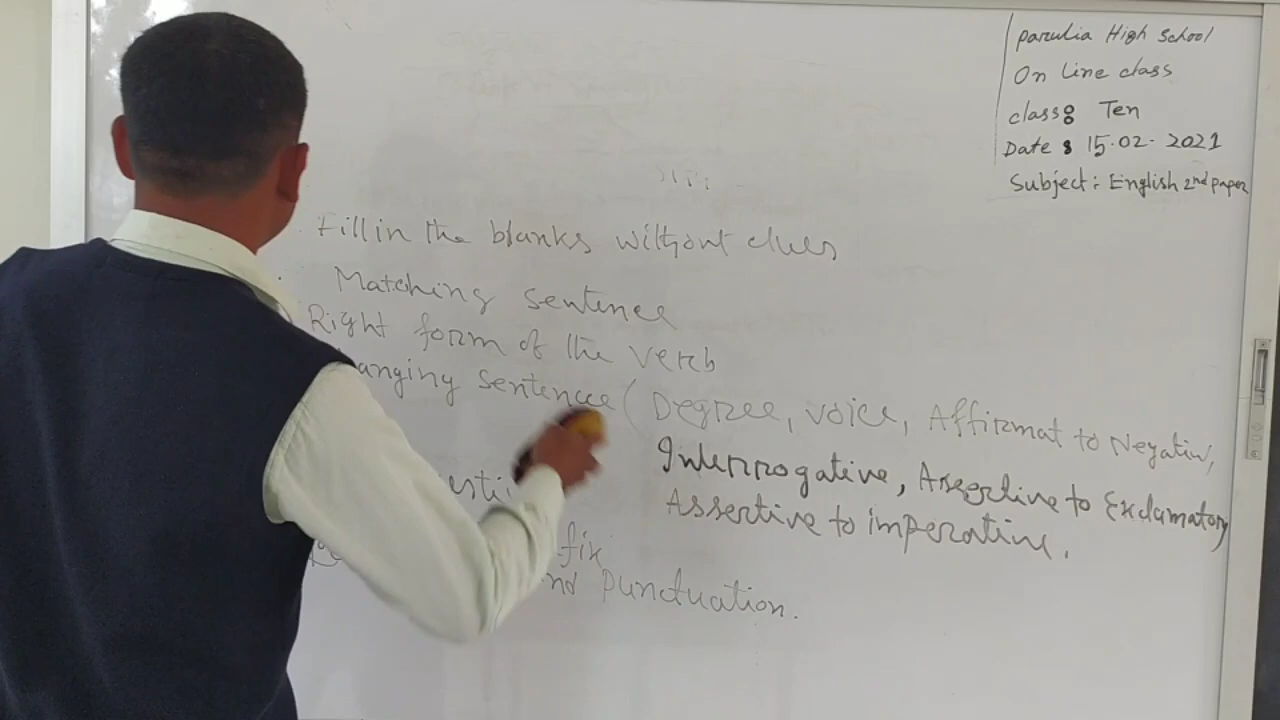 Parulia High School
On Line class
class: Ten
Date: 15.02.2021
Subject: English 2nd paper
Fill in the blanks without clues
Matching sentence
Right form of the verb
anging sentence (Degree, voice, Affirmat to Negativ,
Interrogative, Assertive to Exclamatory
Assertive to imperative.
esti
fix
nd Punctuation.